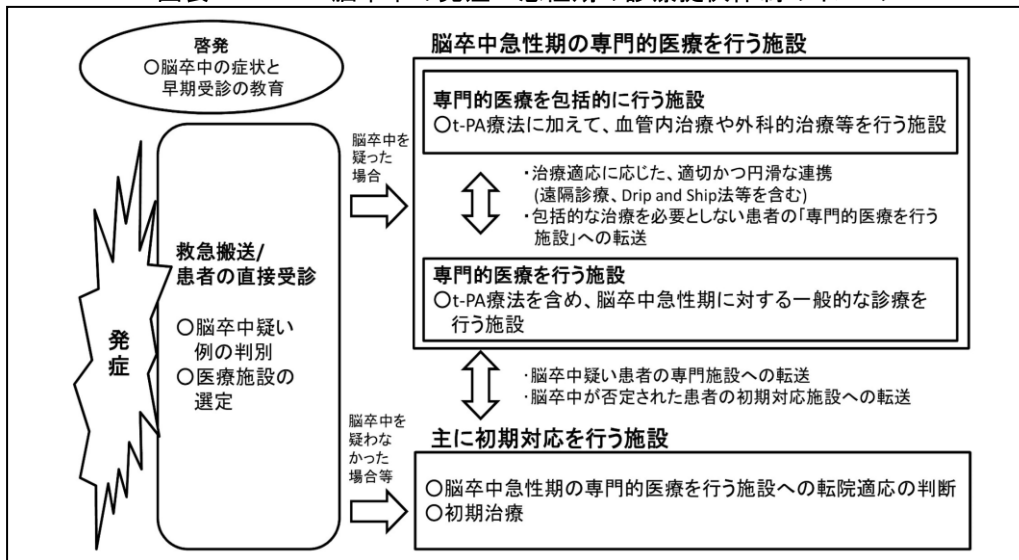 啓発
○脳卒中の症状と
早期受診の教育
発症
救急搬送/
患者の直接受診
○脳卒中疑い
例の判別
○医療施設の
選定
脳卒中を
疑った
場合
脳卒中を
疑わな
かった
場合等
脳卒中急性期の専門的医療を行う施設
専門的医療を包括的に行う施設
○t-PA療法に加えて、血管内治療や外科的治療等を行う施設
・治療適応に応じた、適切かつ円滑な連携
(遠隔診療、Drip and Ship法等を含む)
・包括的な治療を必要としない患者の「専門的医療を行う
施設」への転送
専門的医療を行う施設
○t-PA療法を含め、脳卒中急性期に対する一般的な診療を
行う施設
・脳卒中疑い患者の専門施設への転送
・脳卒中が否定された患者の初期対応施設への転送
主に初期対応を行う施設
○脳卒中急性期の専門的医療を行う施設への転院適応の判断
○初期治療